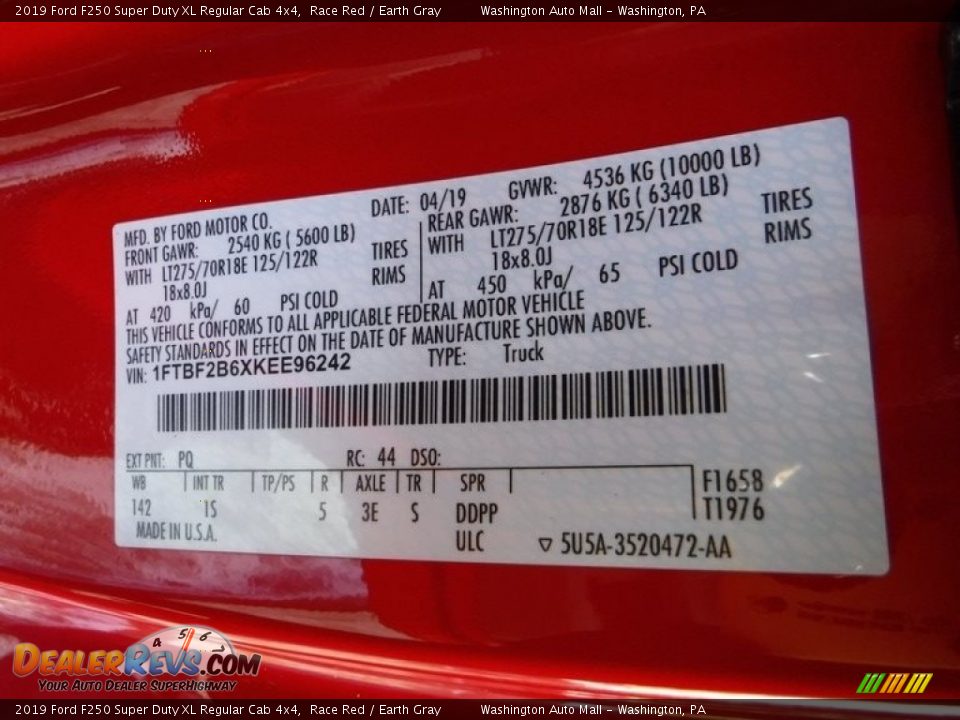 2019 Ford F250 Super Duty XL Regular Cab 4x4, Race Red / Earth Gray Washington Auto Mall - Washington, PA
MFD. BY FORD MOTOR CO. DATE: 04/19 GVWR: 4536 KG (10000 LB)
FRONT GAWR: 2540 KG ( 5600 LB) REAR GAWR: 2876 KG ( 6340 LB)
WITH LT275/70R18E 125/122R TIRES WITH LT275/70R18E 125/122R TIRES
18x8.0J RIMS 18x8.0J RIMS
AT 420 kPa/ 60 PSI COLD AT 450 kPa/ 65 PSI COLD
THIS VEHICLE CONFORMS TO ALL APPLICABLE FEDERAL MOTOR VEHICLE
SAFETY STANDARDS IN EFFECT ON THE DATE OF MANUFACTURE SHOWN ABOVE.
VIN: 1FTBF2B6XKEE96242 TYPE: Truck
EXT PNT: PQ RC: 44 DSO:
WB INT TR TP/PS R AXLE TR SPR F1658
142 1S 5 3E S DDPP T1976
MADE IN U.S.A. ULC ▽ 5U5A-3520472-AA
4 5 6
DEALERREVS.COM
YOUR AUTO DEALER SUPERHIGHWAY
2019 Ford F250 Super Duty XL Regular Cab 4x4, Race Red / Earth Gray Washington Auto Mall - Washington, PA